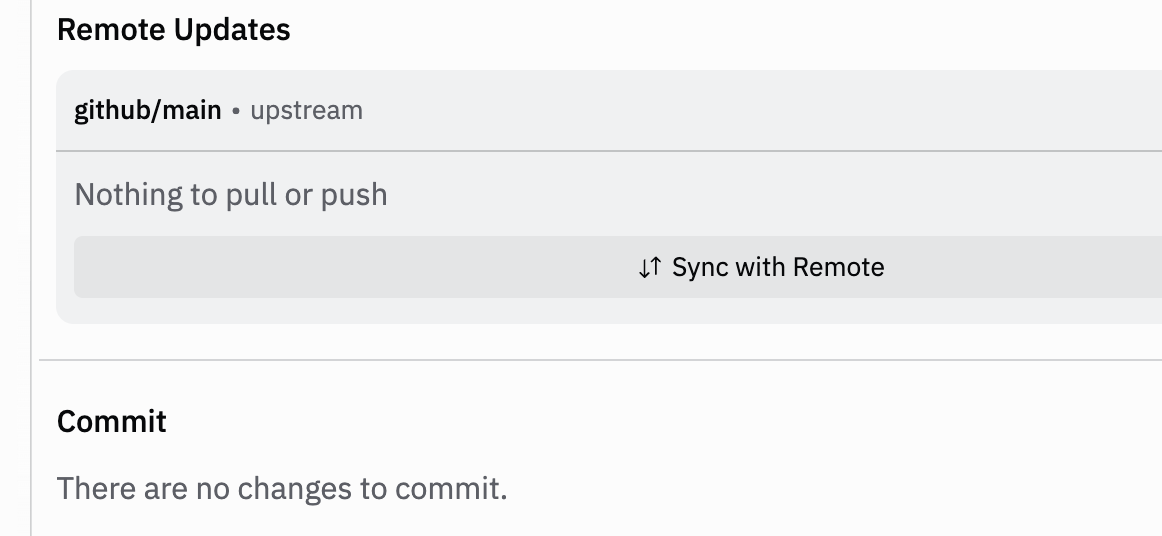 Remote Updates
github/main • upstream
Nothing to pull or push
↓↑ Sync with Remote
Commit
There are no changes to commit.